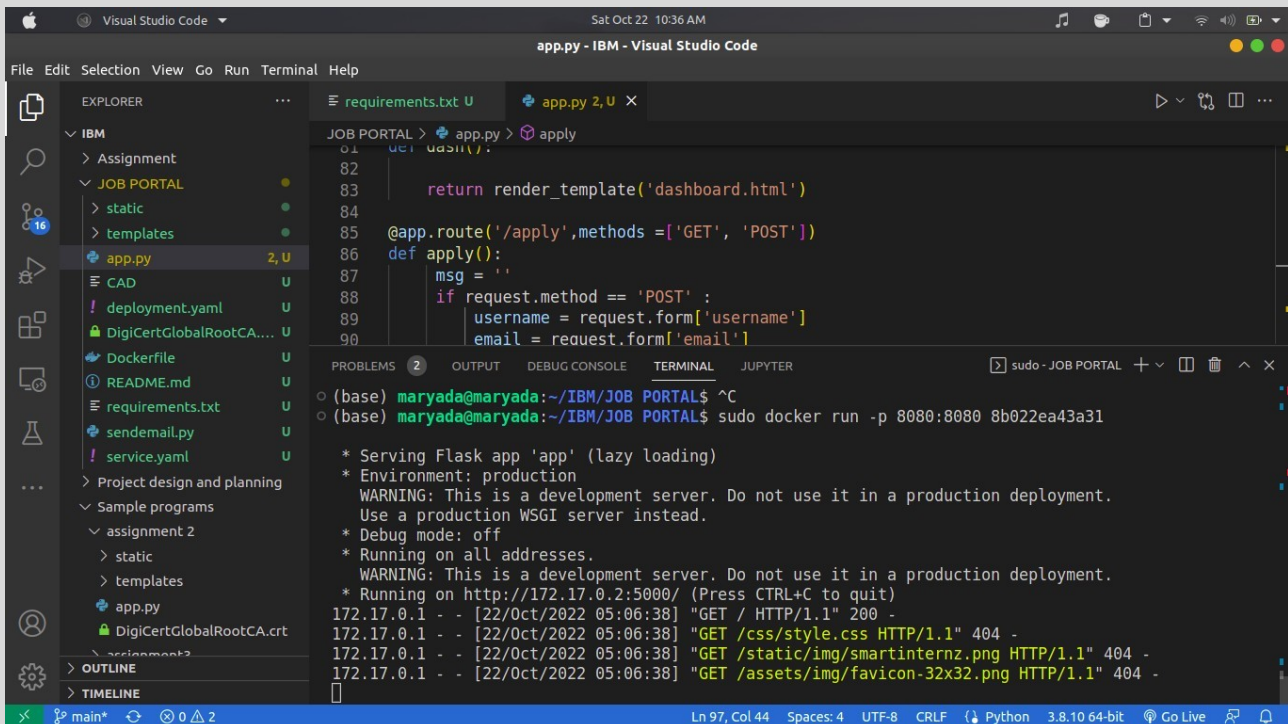 Visual Studio Code
Sat Oct 22 10:36 AM
app.py - IBM - Visual Studio Code
File Edit Selection View Go Run Terminal Help
EXPLORER
IBM
> Assignment
JOB PORTAL
> static
> templates
app.py 2, U
CAD U
! deployment.yaml U
DigiCertGlobalRootCA.... U
Dockerfile U
README.md U
requirements.txt U
sendemail.py U
! service.yaml U
> Project design and planning
Sample programs
assignment 2
> static
> templates
app.py
DigiCertGlobalRootCA.crt
assignment3
> OUTLINE
> TIMELINE
16
requirements.txt U
app.py 2, U
JOB PORTAL > app.py > apply
81 def dash():
82
83 return render_template('dashboard.html')
84
85 @app.route('/apply',methods =['GET', 'POST'])
86 def apply():
87 msg = ''
88 if request.method == 'POST' :
89 username = request.form['username']
90 email = request.form['email']
PROBLEMS 2 OUTPUT DEBUG CONSOLE TERMINAL JUPYTER
sudo - JOB PORTAL
(base) maryada@maryada:~/IBM/JOB PORTAL$ ^C
(base) maryada@maryada:~/IBM/JOB PORTAL$ sudo docker run -p 8080:8080 8b022ea43a31
* Serving Flask app 'app' (lazy loading)
* Environment: production
WARNING: This is a development server. Do not use it in a production deployment.
Use a production WSGI server instead.
* Debug mode: off
* Running on all addresses.
WARNING: This is a development server. Do not use it in a production deployment.
* Running on http://172.17.0.2:5000/ (Press CTRL+C to quit)
172.17.0.1 - - [22/Oct/2022 05:06:38] "GET / HTTP/1.1" 200 -
172.17.0.1 - - [22/Oct/2022 05:06:38] "GET /css/style.css HTTP/1.1" 404 -
172.17.0.1 - - [22/Oct/2022 05:06:38] "GET /static/img/smartinternz.png HTTP/1.1" 404 -
172.17.0.1 - - [22/Oct/2022 05:06:38] "GET /assets/img/favicon-32x32.png HTTP/1.1" 404 -
main* 0 2
Ln 97, Col 44 Spaces: 4 UTF-8 CRLF Python 3.8.10 64-bit Go Live